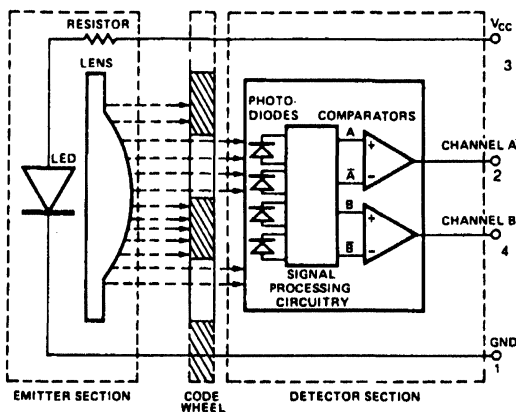 RESISTOR
VCC
3
LENS
PHOTO-
DIODES
COMPARATORS
LED
A
+
CHANNEL A
2
Ā
−
B
+
CHANNEL B
4
B̄
−
SIGNAL
PROCESSING
CIRCUITRY
GND
1
EMITTER SECTION
CODE
WHEEL
DETECTOR SECTION